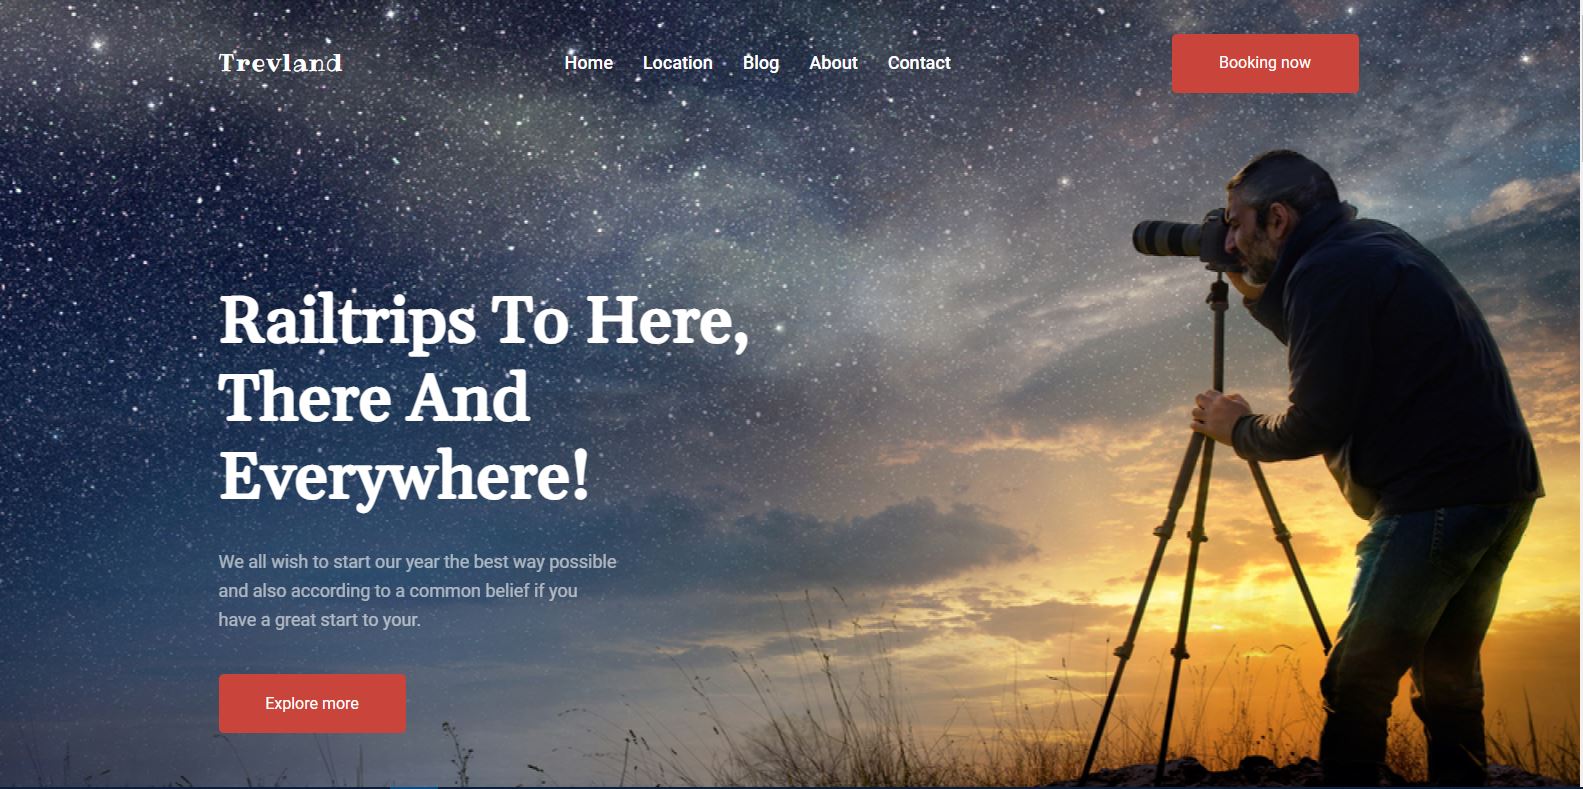 Trevland
Home Location Blog About Contact
Booking now
Railtrips To Here,
There And
Everywhere!
We all wish to start our year the best way possible
and also according to a common belief if you
have a great start to your.
Explore more